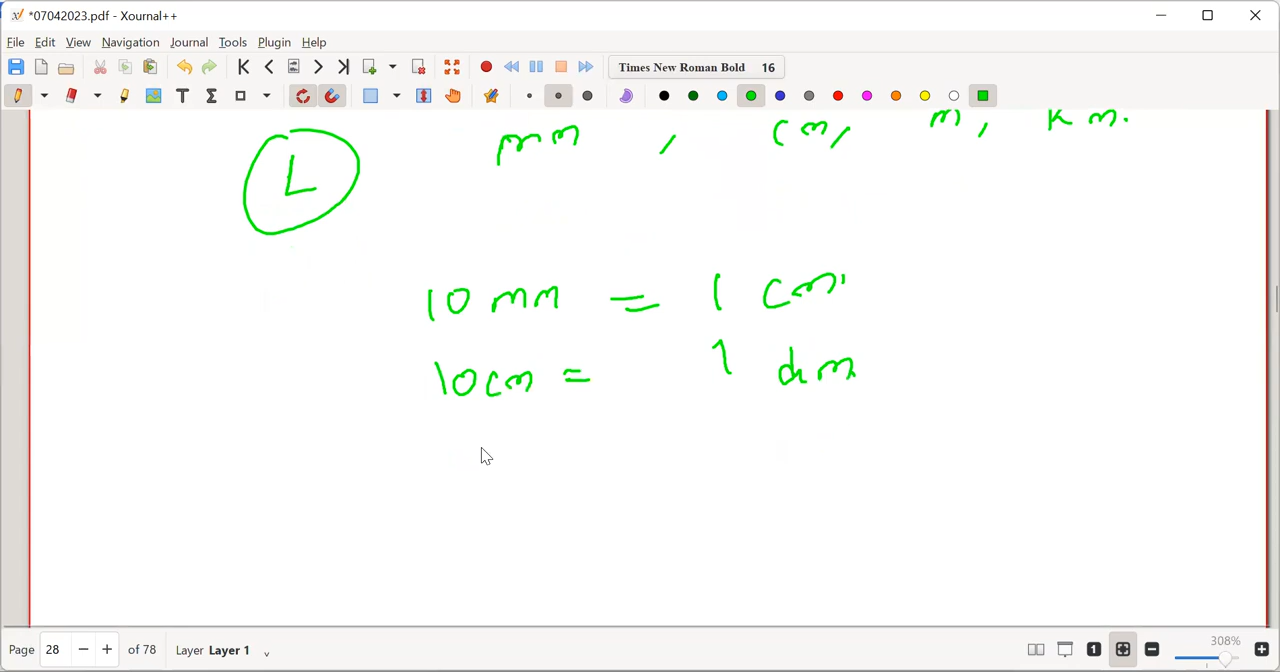 *07042023.pdf - Xournal++
File Edit View Navigation Journal Tools Plugin Help
Times New Roman Bold 16
mm, cm, m, km.
L
10 mm = 1 cm.
10cm = 1 dm
Page 28 of 78 Layer Layer 1
308%